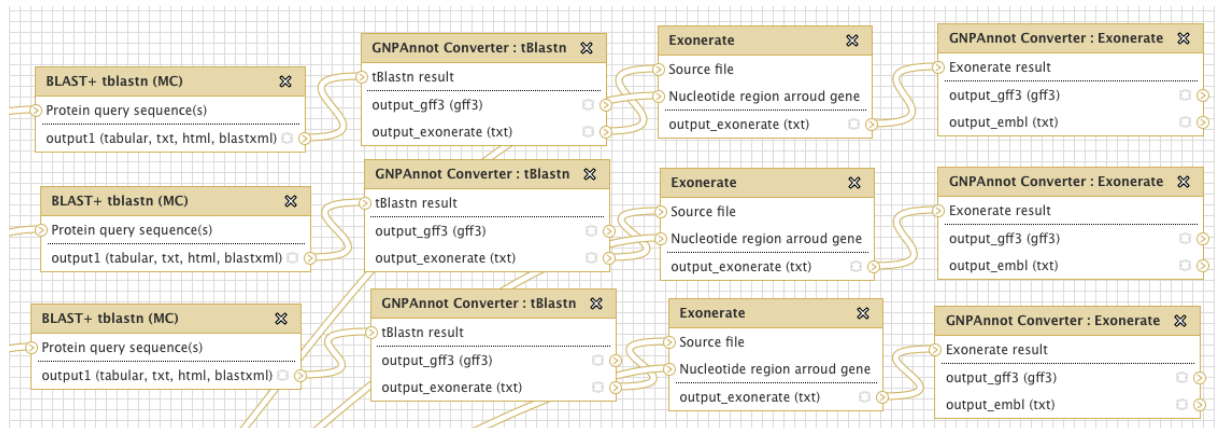 BLAST+ tblastn (MC)
Protein query sequence(s)
output1 (tabular, txt, html, blastxml)
GNPAnnot Converter : tBlastn
tBlastn result
output_gff3 (gff3)
output_exonerate (txt)
Exonerate
Source file
Nucleotide region arroud gene
output_exonerate (txt)
GNPAnnot Converter : Exonerate
Exonerate result
output_gff3 (gff3)
output_embl (txt)
BLAST+ tblastn (MC)
Protein query sequence(s)
output1 (tabular, txt, html, blastxml)
GNPAnnot Converter : tBlastn
tBlastn result
output_gff3 (gff3)
output_exonerate (txt)
Exonerate
Source file
Nucleotide region arroud gene
output_exonerate (txt)
GNPAnnot Converter : Exonerate
Exonerate result
output_gff3 (gff3)
output_embl (txt)
BLAST+ tblastn (MC)
Protein query sequence(s)
output1 (tabular, txt, html, blastxml)
GNPAnnot Converter : tBlastn
tBlastn result
output_gff3 (gff3)
output_exonerate (txt)
Exonerate
Source file
Nucleotide region arroud gene
output_exonerate (txt)
GNPAnnot Converter : Exonerate
Exonerate result
output_gff3 (gff3)
output_embl (txt)